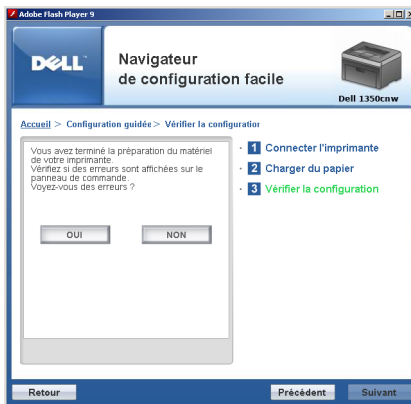 Adobe Flash Player 9
DELL
Navigateur
de configuration facile
Dell 1350cnw
Accueil > Configuration guidée > Vérifier la configuration
Vous avez terminé la préparation du matériel
de votre imprimante.
Vérifiez si des erreurs sont affichées sur le
panneau de commande.
Voyez-vous des erreurs ?
OUI
NON
1 Connecter l'imprimante
2 Charger du papier
3 Vérifier la configuration
Retour
Précédent
Suivant